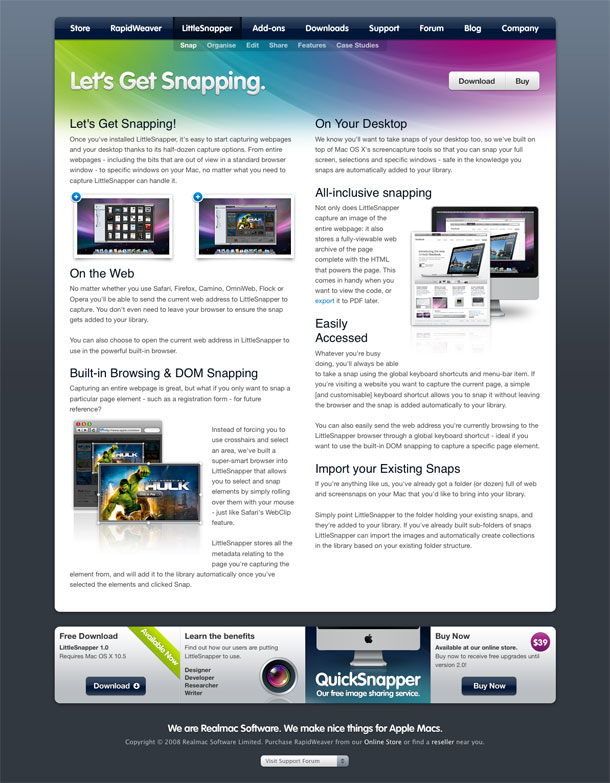 Store RapidWeaver LittleSnapper Add-ons Downloads Support Forum Blog Company
Snap Organise Edit Share Features Case Studies
Let's Get Snapping.
Download Buy
Let's Get Snapping!
Once you've installed LittleSnapper, it's easy to start capturing webpages
and your desktop thanks to its half-dozen capture options. From entire
webpages - including the bits that are out of view in a standard browser
window - to specific windows on your Mac, no matter what you need to
capture LittleSnapper can handle it.
On the Web
No matter whether you use Safari, Firefox, Camino, OmniWeb, Flock or
Opera you'll be able to send the current web address to LittleSnapper to
capture. You don't even need to leave your browser to ensure the snap
gets added to your library.
You can also choose to open the current web address in LittleSnapper to
use in the powerful built-in browser.
Built-in Browsing & DOM Snapping
Capturing an entire webpage is great, but what if you only want to snap a
particular page element - such as a registration form - for future
reference?
HULK
Instead of forcing you to
use crosshairs and select
an area, we've built a
super-smart browser into
LittleSnapper that allows
you to select and snap
elements by simply rolling
over them with your mouse
- just like Safari's WebClip
feature.
LittleSnapper stores all the
metadata relating to the
page you're capturing the
element from, and will add it to the library automatically once you've
selected the elements and clicked Snap.
On Your Desktop
We know you'll want to take snaps of your desktop too, so we've built on
top of Mac OS X's screencapture tools so that you can snap your full
screen, selections and specific windows - safe in the knowledge you
snaps are automatically added to your library.
All-inclusive snapping
Not only does LittleSnapper
capture an image of the
entire webpage: it also
stores a fully-viewable web
archive of the page
complete with the HTML
that powers the page. This
comes in handy when you
want to view the code, or
export it to PDF later.
Easily
Accessed
Whatever you're busy
doing, you'll always be able
to take a snap using the global keyboard shortcuts and menu-bar item. If
you're visiting a website you want to capture the current page, a simple
[and customisable] keyboard shortcut allows you to snap it without leaving
the browser and the snap is added automatically to your library.
You can also easily send the web address you're currently browsing to the
LittleSnapper browser through a global keyboard shortcut - ideal if you
want to use the built-in DOM snapping to capture a specific page element.
Import your Existing Snaps
If you're anything like us, you've already got a folder (or dozen) full of web
and screensnaps on your Mac that you'd like to bring into your library.
Simply point LittleSnapper to the folder holding your existing snaps, and
they're added to your library. If you've already built sub-folders of snaps
LittleSnapper can import the images and automatically create collections
in the library based on your existing folder structure.
Free Download
LittleSnapper 1.0
Requires Mac OS X 10.5
Available Now
Download
Learn the benefits
Find out how our users are putting
LittleSnapper to use.
Designer
Developer
Researcher
Writer
QuickSnapper
Our free image sharing service.
Buy Now
Available at our online store.
Buy now to receive free upgrades until
version 2.0!
$39
Buy Now
We are Realmac Software. We make nice things for Apple Macs.
Copyright © 2008 Realmac Software Limited. Purchase RapidWeaver from our Online Store or find a reseller near you.
Visit Support Forum